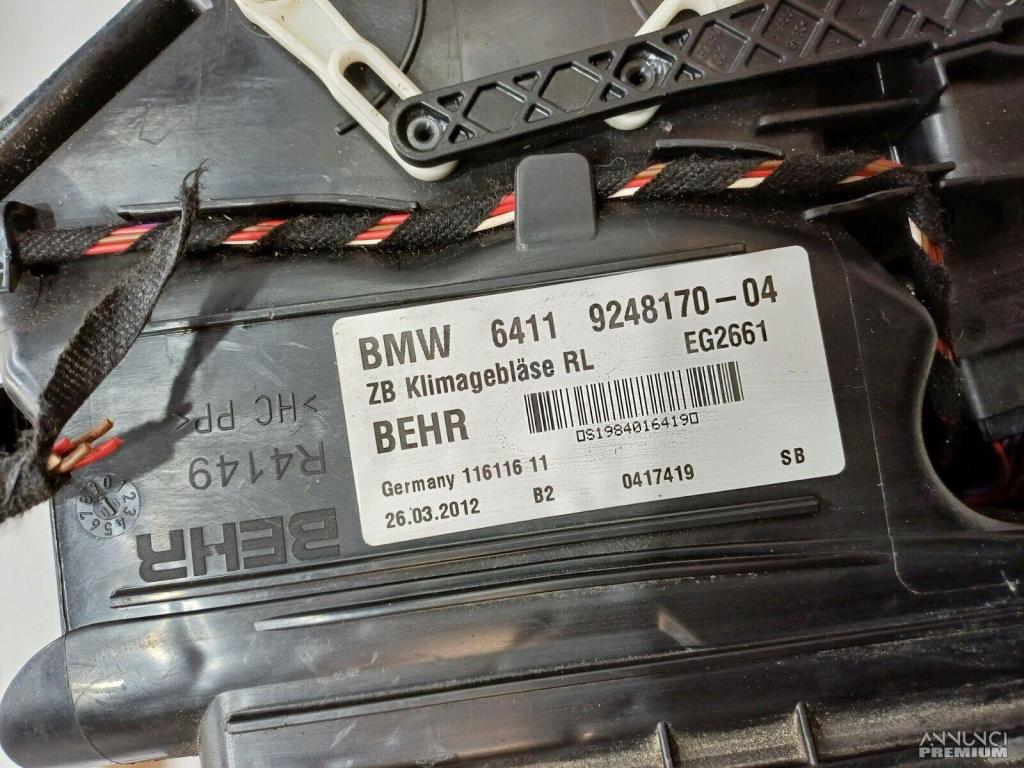 BMW 6411 9248170-04
ZB Klimagebläse RL EG2661
BEHR
S1984016419
Germany 116116 11
26.03.2012 B2 0417419 SB
>HC PP<
R4149
BEHR
ANNUNCI
PREMIUM